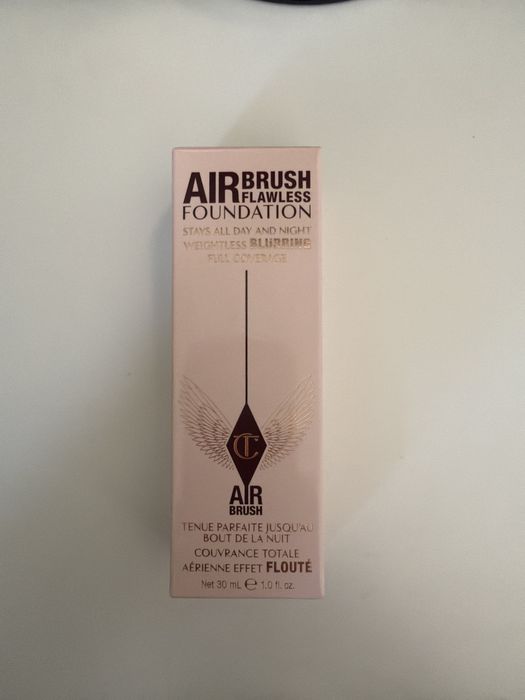 AIRBRUSH
FLAWLESS
FOUNDATION
STAYS ALL DAY AND NIGHT
WEIGHTLESS BLURRING
FULL COVERAGE
CT
AIR
BRUSH
TENUE PARFAITE JUSQU'AU
BOUT DE LA NUIT
COUVRANCE TOTALE
AÉRIENNE EFFET FLOUTÉ
Net 30 mL e 1.0 fl. oz.